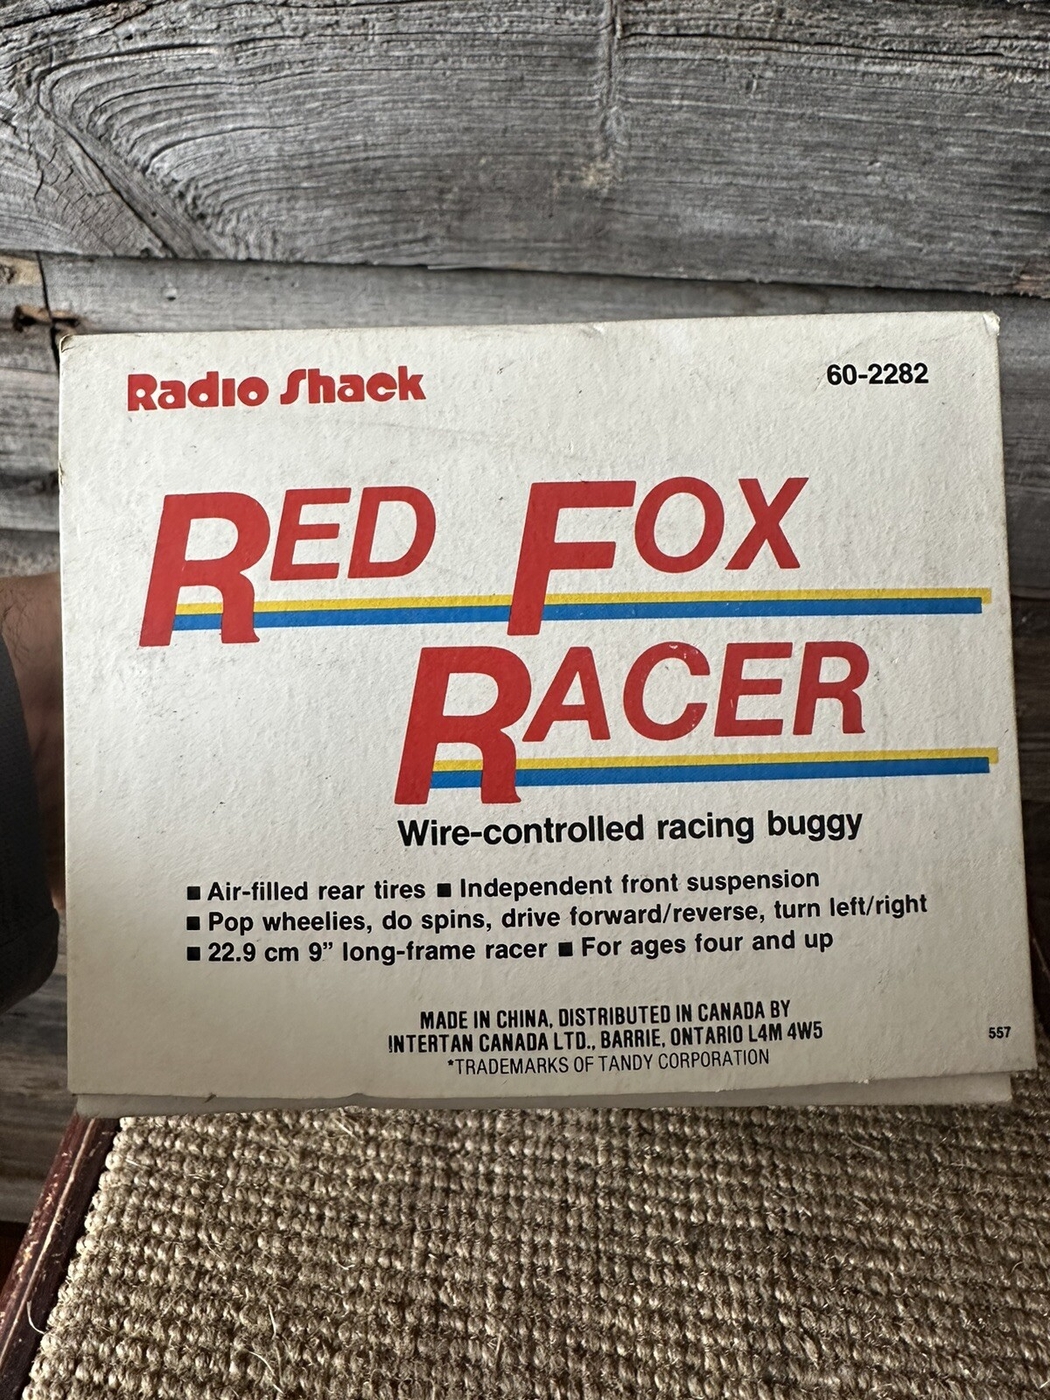 Radio Shack
60-2282
RED FOX
RACER
Wire-controlled racing buggy
■ Air-filled rear tires ■ Independent front suspension
■ Pop wheelies, do spins, drive forward/reverse, turn left/right
■ 22.9 cm 9” long-frame racer ■ For ages four and up
MADE IN CHINA, DISTRIBUTED IN CANADA BY
INTERTAN CANADA LTD., BARRIE, ONTARIO L4M 4W5
*TRADEMARKS OF TANDY CORPORATION
557